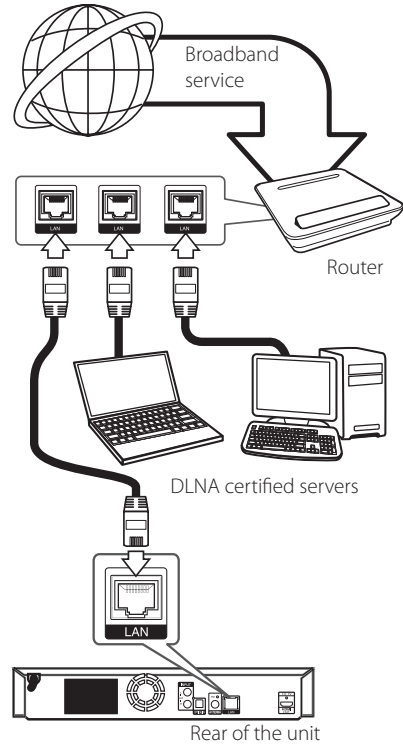 Broadband
service
LAN
LAN
LAN
Router
DLNA certified servers
LAN
Rear of the unit